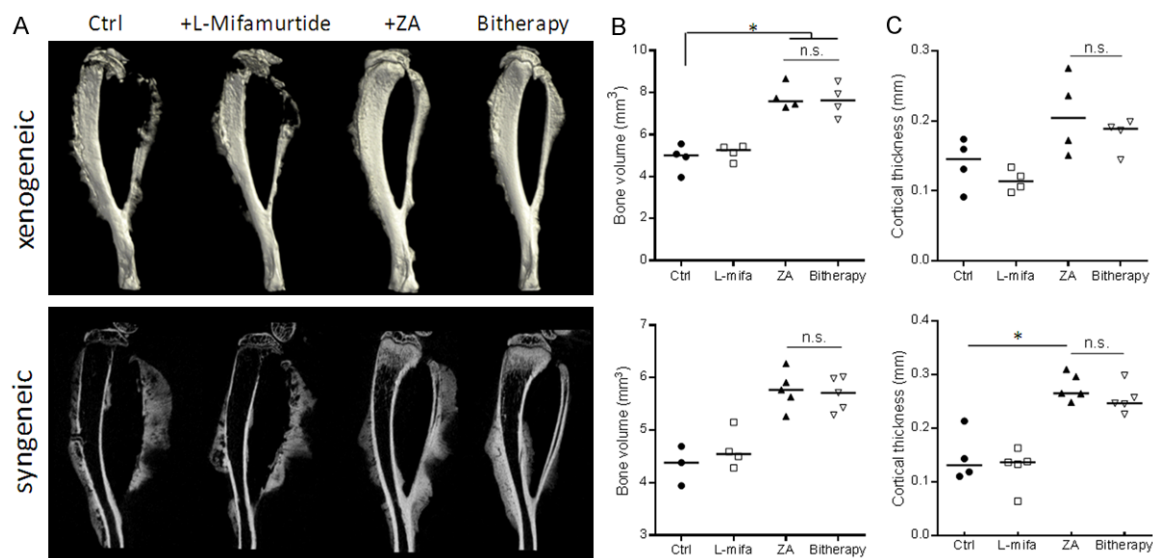 A
Ctrl +L-Mifamurtide +ZA Bitherapy
xenogeneic
syngeneic
B
*
n.s.
Bone volume (mm³)
10
8
6
4
2
0
Ctrl L-mifa ZA Bitherapy
C
n.s.
Cortical thickness (mm)
0.3
0.2
0.1
0.0
Ctrl L-mifa ZA Bitherapy
n.s.
Bone volume (mm³)
7
6
5
4
3
Ctrl L-mifa ZA Bitherapy
*
n.s.
Cortical thickness (mm)
0.4
0.3
0.2
0.1
0.0
Ctrl L-mifa ZA Bitherapy